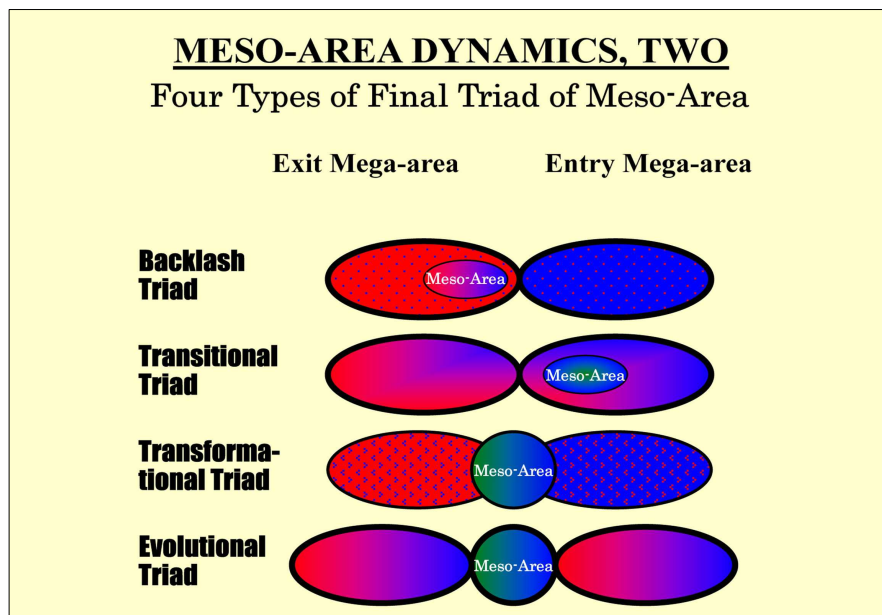 MESO-AREA DYNAMICS, TWO
Four Types of Final Triad of Meso-Area
Exit Mega-area Entry Mega-area
Backlash
Triad
Meso-Area
Transitional
Triad
Meso-Area
Transforma-
tional Triad
Meso-Area
Evolutional
Triad
Meso-Area